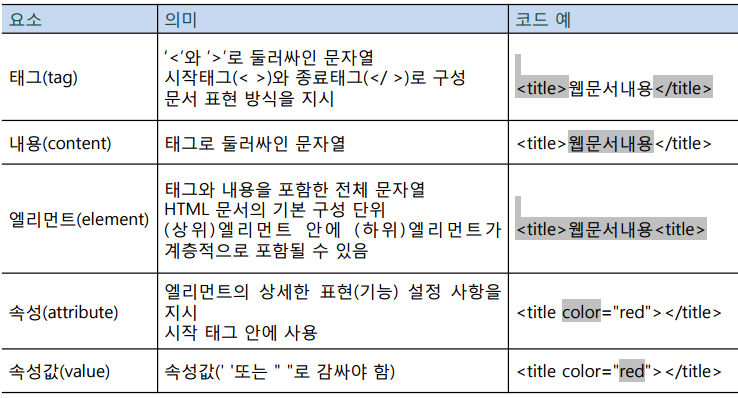 요소 의미 코드 예
태그(tag)
'<'와 '>'로 둘러싸인 문자열
시작태그(< >)와 종료태그(</ >)로 구성
문서 표현 방식을 지시
<title>웹문서내용</title>
내용(content) 태그로 둘러싸인 문자열 <title>웹문서내용</title>
엘리먼트(element)
태그와 내용을 포함한 전체 문자열
HTML 문서의 기본 구성 단위
(상위)엘리먼트 안에 (하위)엘리먼트가
계층적으로 포함될 수 있음
<title>웹문서내용<title>
속성(attribute)
엘리먼트의 상세한 표현(기능) 설정 사항을
지시
시작 태그 안에 사용
<title color="red"></title>
속성값(value) 속성값(' '또는 " "로 감싸야 함) <title color="red"></title>